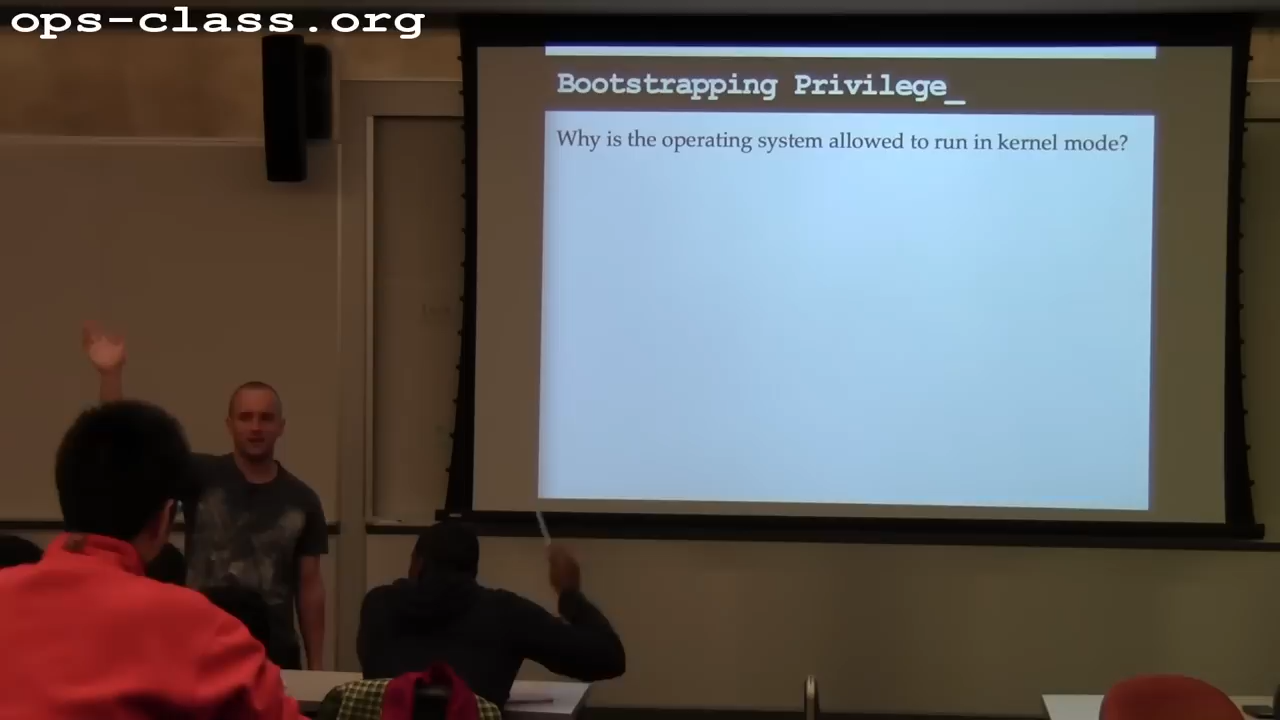 ops-class.org
Bootstrapping Privilege_
Why is the operating system allowed to run in kernel mode?